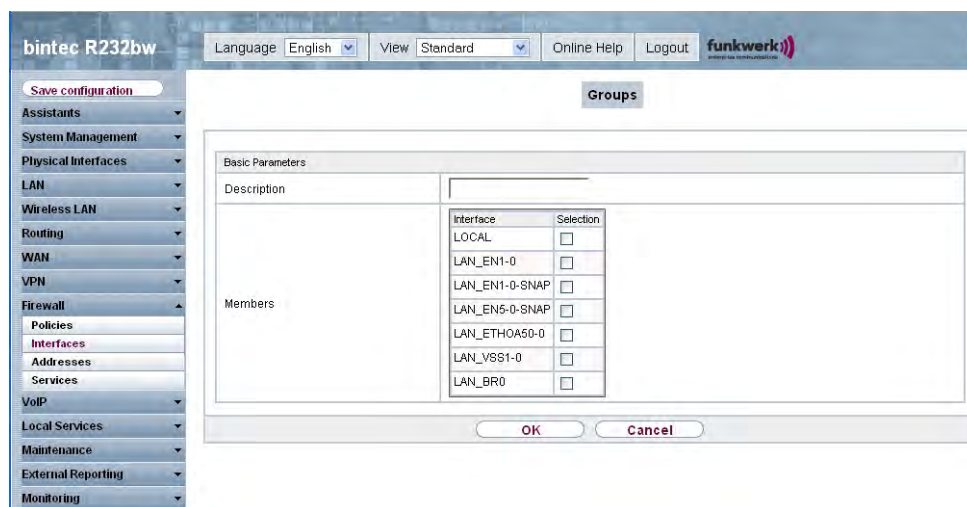 bintec R232bw
Language English View Standard Online Help Logout funkwerk
Save configuration
Groups
Assistants
System Management
Physical Interfaces
LAN
Wireless LAN
Routing
WAN
VPN
Firewall
Policies
Interfaces
Addresses
Services
VoIP
Local Services
Maintenance
External Reporting
Monitoring
Basic Parameters
Description
Members
Interface Selection
LOCAL
LAN_EN1-0
LAN_EN1-0-SNAP
LAN_EN5-0-SNAP
LAN_ETHOA50-0
LAN_VSS1-0
LAN_BR0
OK Cancel